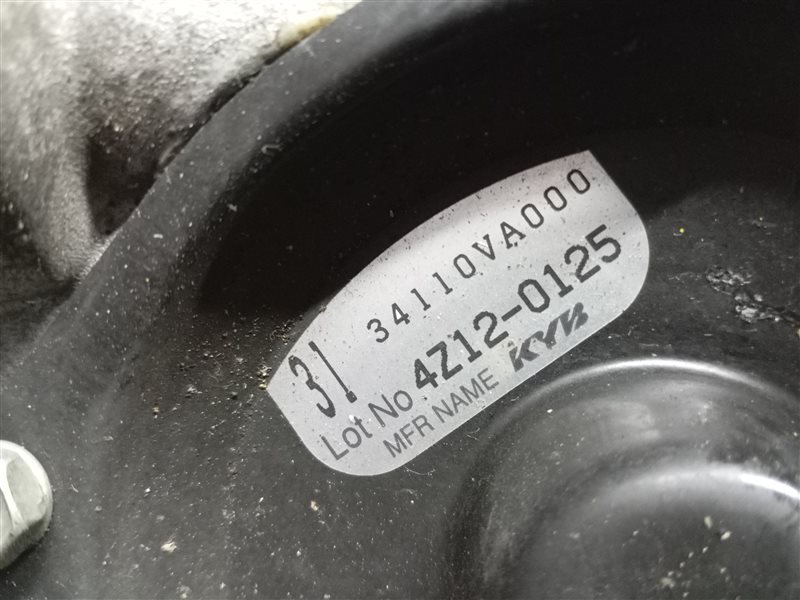 34110VA000
31
Lot No 4Z12-0125
MFR NAME KYB